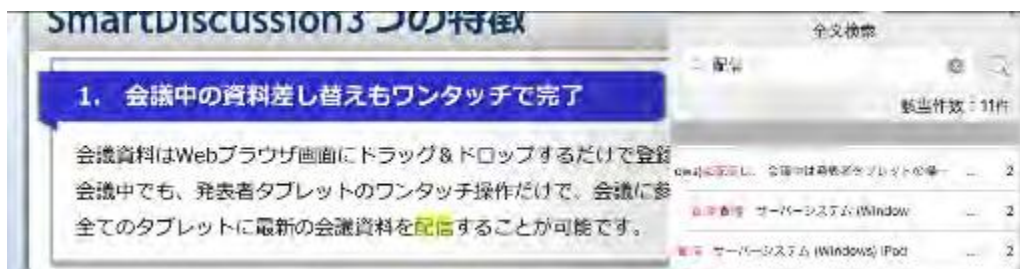 SmartDiscussion3つの特徴
1. 会議中の資料差し替えもワンタッチで完了
会議資料はWebブラウザ画面にドラッグ&ドロップするだけで登録
会議中でも、発表者タブレットのワンタッチ操作だけで、会議に参
全てのタブレットに最新の会議資料を配信することが可能です。
全文検索
配信
該当件数:11件
2
サーバーシステム (Window
2
サーバーシステム (Windows) iPad
2